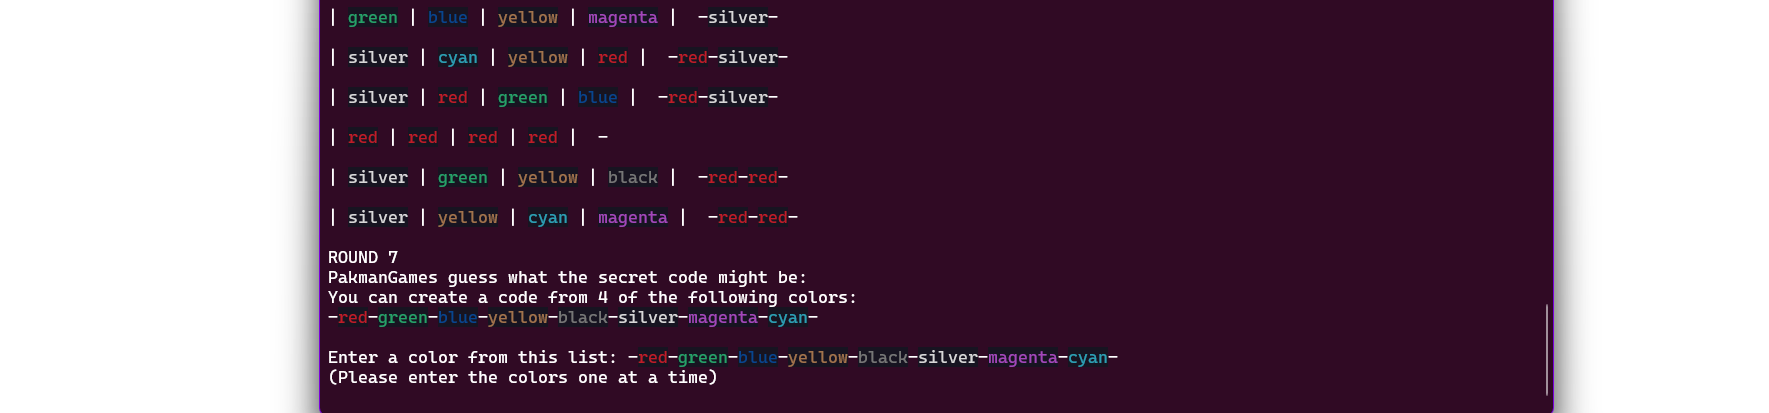 | green | blue | yellow | magenta |  -silver-
| silver | cyan | yellow | red |  -red-silver-
| silver | red | green | blue |  -red-silver-
| red | red | red | red |  -
| silver | green | yellow | black |  -red-red-
| silver | yellow | cyan | magenta |  -red-red-
ROUND 7
PakmanGames guess what the secret code might be:
You can create a code from 4 of the following colors:
-red-green-blue-yellow-black-silver-magenta-cyan-
Enter a color from this list: -red-green-blue-yellow-black-silver-magenta-cyan-
(Please enter the colors one at a time)